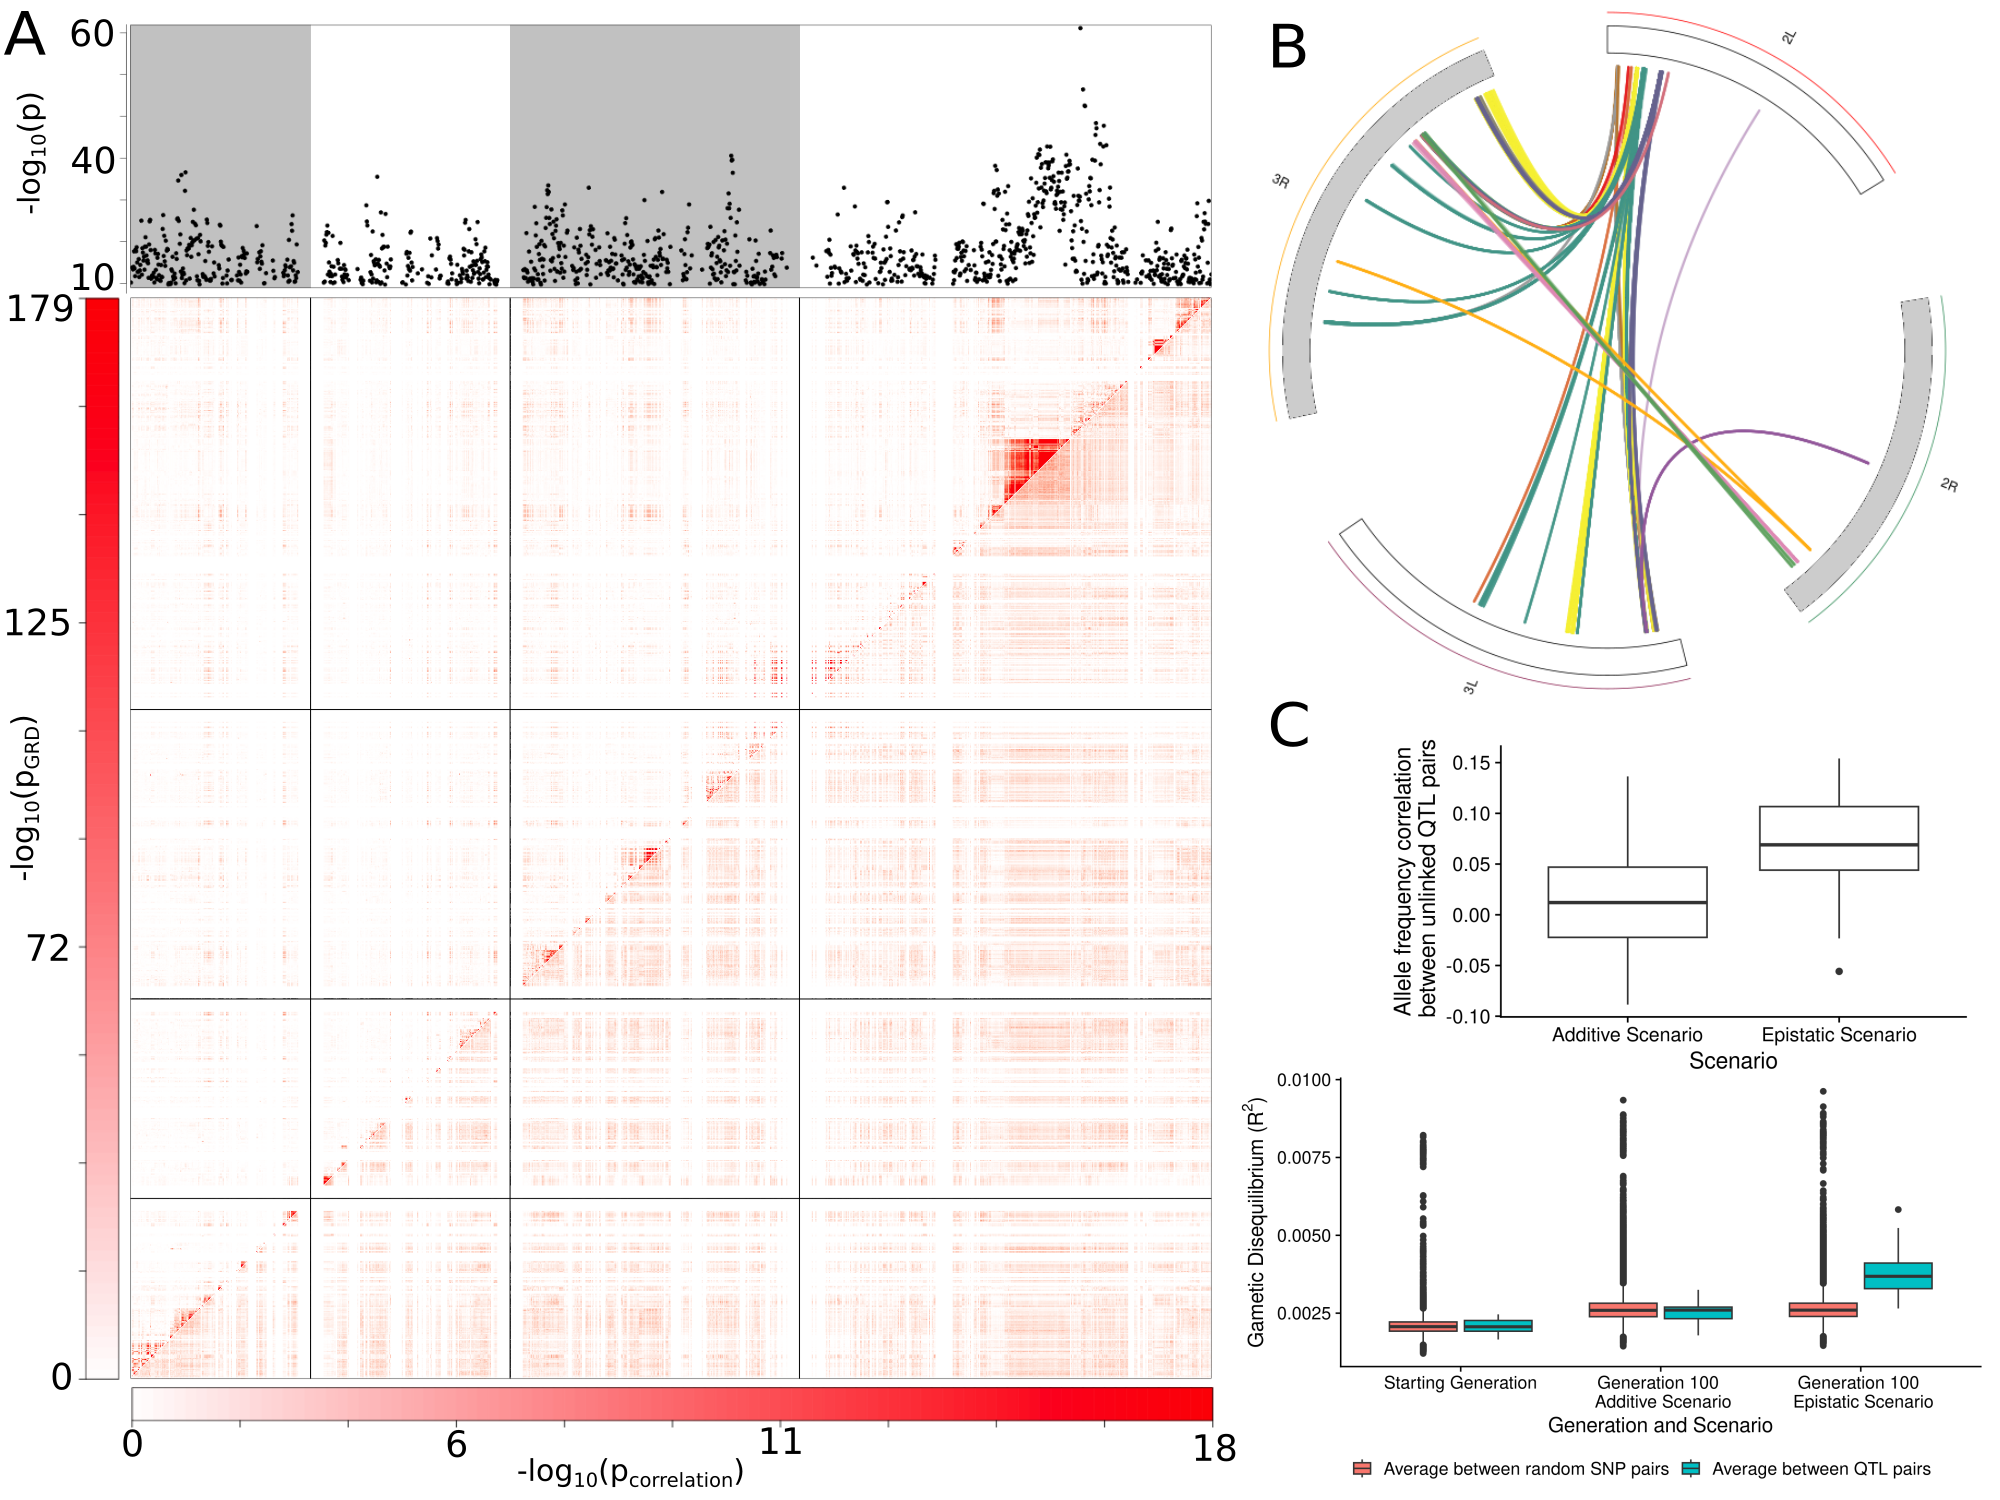 A
60
40
10
-log10(p)
179
125
72
0
-log10(pGRD)
0
6
11
18
-log10(pcorrelation)
B
2L
3R
2R
3L
C
Allele frequency correlation
between unlinked QTL pairs
0.15
0.10
0.05
0.00
-0.05
-0.10
Additive Scenario
Epistatic Scenario
Scenario
Gametic Disequilibrium (R2)
0.0100
0.0075
0.0050
0.0025
Starting Generation
Generation 100
Additive Scenario
Generation 100
Epistatic Scenario
Generation and Scenario
Average between random SNP pairs
Average between QTL pairs